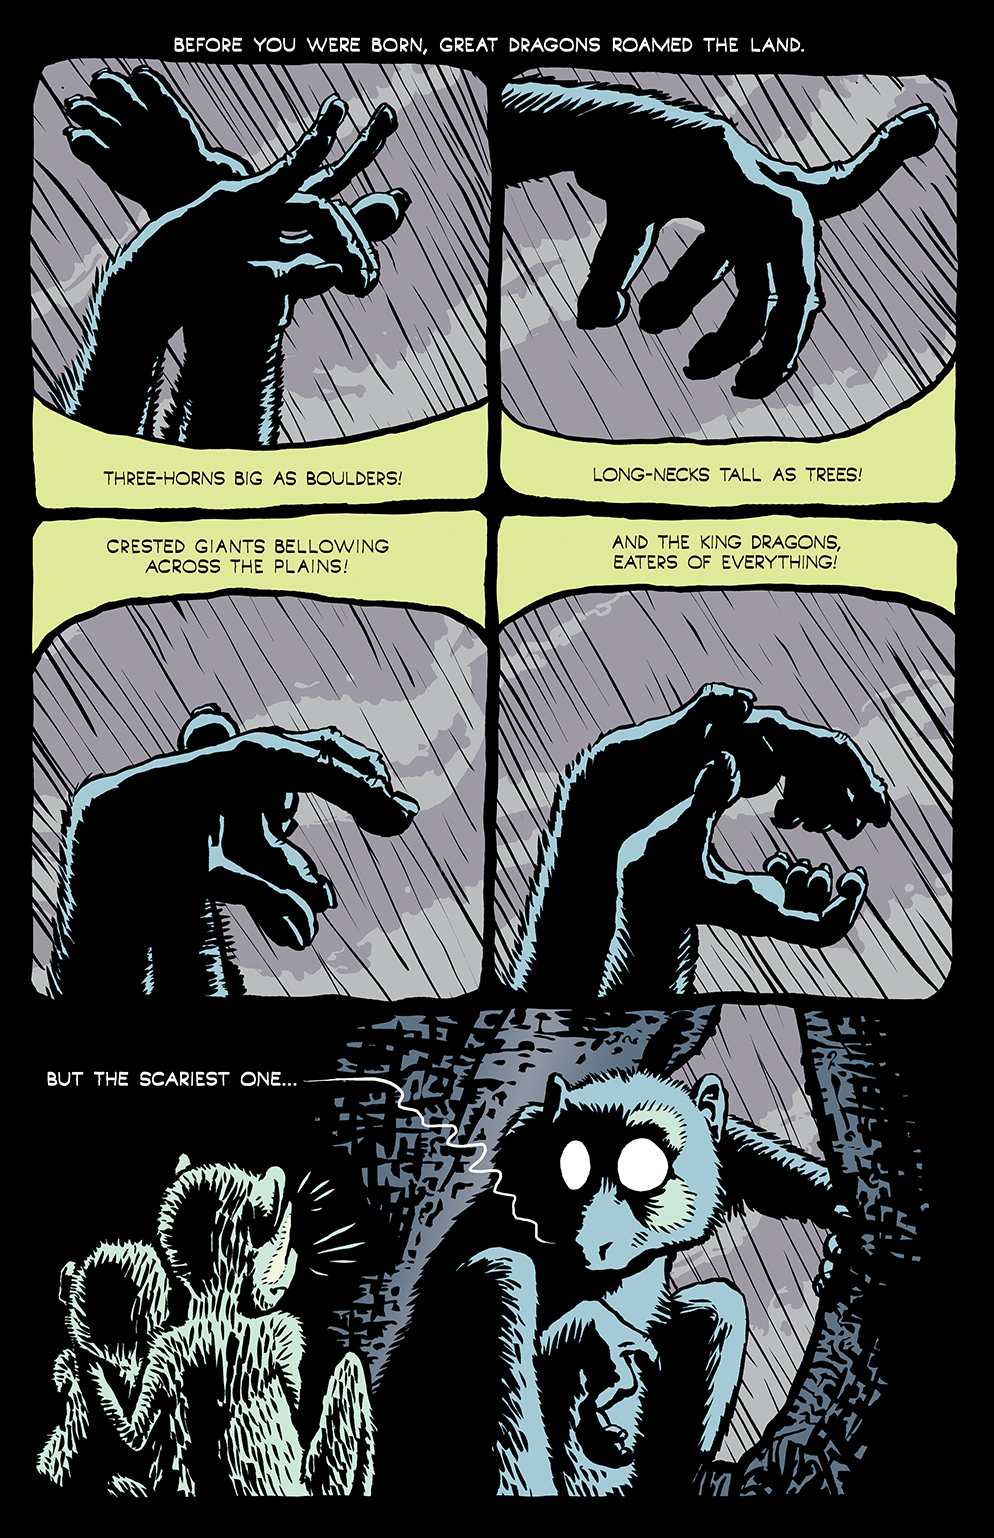 BEFORE YOU WERE BORN, GREAT DRAGONS ROAMED THE LAND.
THREE-HORNS BIG AS BOULDERS!
LONG-NECKS TALL AS TREES!
CRESTED GIANTS BELLOWING
ACROSS THE PLAINS!
AND THE KING DRAGONS,
EATERS OF EVERYTHING!
BUT THE SCARIEST ONE...